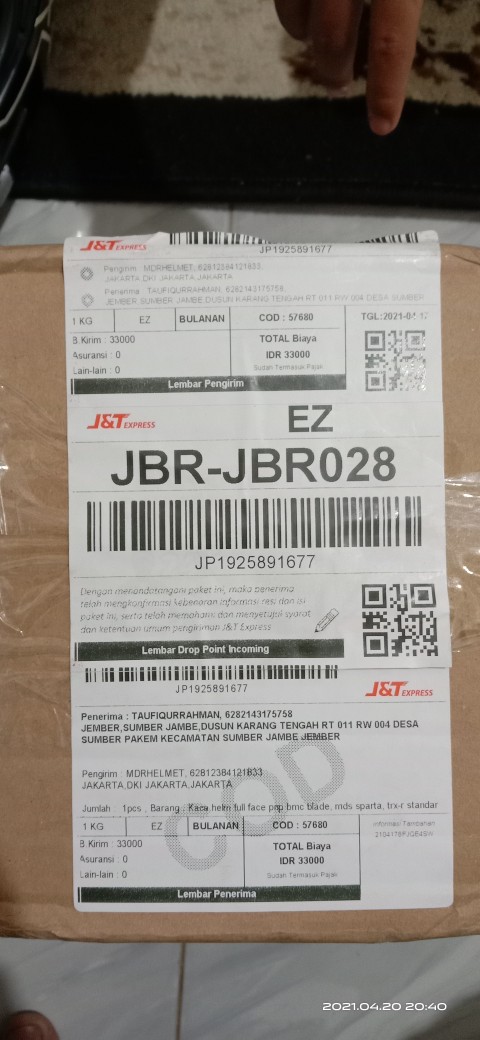 J&T EXPRESS
JP1925891677
Pengirim : MDRHELMET, 62812384121833
JAKARTA,DKI JAKARTA,JAKARTA
Penerima : TAUFIQURRAHMAN, 6282143175758
JEMBER,SUMBER JAMBE,DUSUN KARANG TENGAH RT 011 RW 004 DESA SUMBER
1 KG EZ BULANAN COD : 57680 TGL:2021-04-
B.Kirim : 33000
Asuransi : 0
Lain-lain : 0
TOTAL Biaya
IDR 33000
Sudah Termasuk Pajak
Lembar Pengirim
J&T EXPRESS
EZ
JBR-JBR028
JP1925891677
Dengan menandatangani paket ini, maka penerima
telah mengkonfirmasi kebenaran informasi resi dan isi
paket ini, serta telah memahami dan menyetujui syarat
dan ketentuan umum pengiriman J&T Express
Lembar Drop Point Incoming
JP1925891677
J&T EXPRESS
Penerima : TAUFIQURRAHMAN, 6282143175758
JEMBER,SUMBER JAMBE,DUSUN KARANG TENGAH RT 011 RW 004 DESA
SUMBER PAKEM KECAMATAN SUMBER JAMBE JEMBER
Pengirim : MDRHELMET, 62812384121833
JAKARTA,DKI JAKARTA,JAKARTA
COD
Jumlah : 1pcs , Barang : Kaca helm full face pnp bmc blade, mds sparta, trx-r standar
1 KG EZ BULANAN COD : 57680
B.Kirim : 33000
Asuransi : 0
Lain-lain : 0
TOTAL Biaya
IDR 33000
Sudah Termasuk Pajak
Informasi Tambahan
Lembar Penerima
2021.04.20 20:40